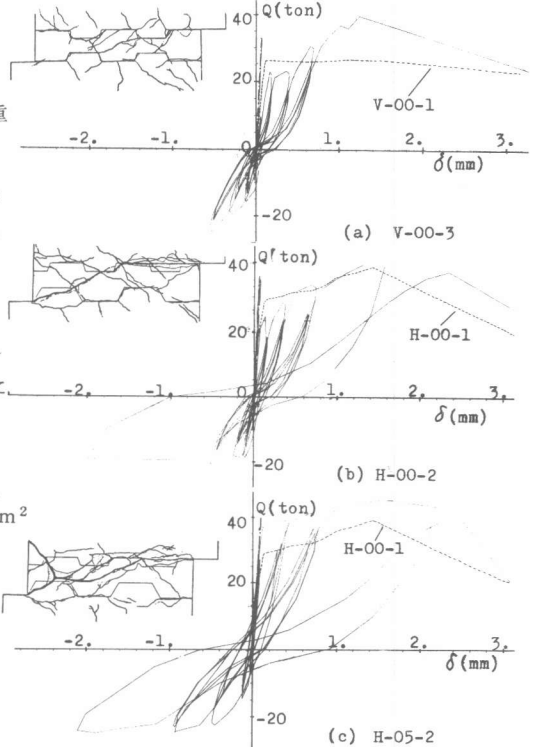 Q(ton)
40
20
V-00-1
重
-2. -1. 0 1. 2. 3.
δ(mm)
-20
(a) V-00-3
Q(ton)
40
20
H-00-1
-2. -1. 0 1. 2. 3.
δ(mm)
-20
(b) H-00-2
m²
Q(ton)
40
H-00-1
20
-2. -1. 1. 2. 3.
δ(mm)
-20
(c) H-05-2